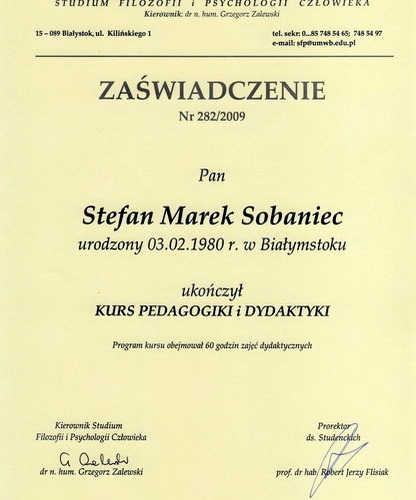 STUDIUM FILOZOFII i PSYCHOLOGII CZŁOWIEKA
Kierownik: dr n. hum. Grzegorz Zalewski
15 – 089 Białystok, ul. Kilińskiego 1
tel. sekr: 0...85 748 54 65; 748 54 97
e-mail: sfp@umwb.edu.pl
ZAŚWIADCZENIE
Nr 282/2009
Pan
Stefan Marek Sobaniec
urodzony 03.02.1980 r. w Białymstoku
ukończył
KURS PEDAGOGIKI i DYDAKTYKI
Program kursu obejmował 60 godzin zajęć dydaktycznych
Kierownik Studium
Filozofii i Psychologii Człowieka
dr n. hum. Grzegorz Zalewski
Prorektor
ds. Studenckich
prof. dr hab. Robert Jerzy Flisiak